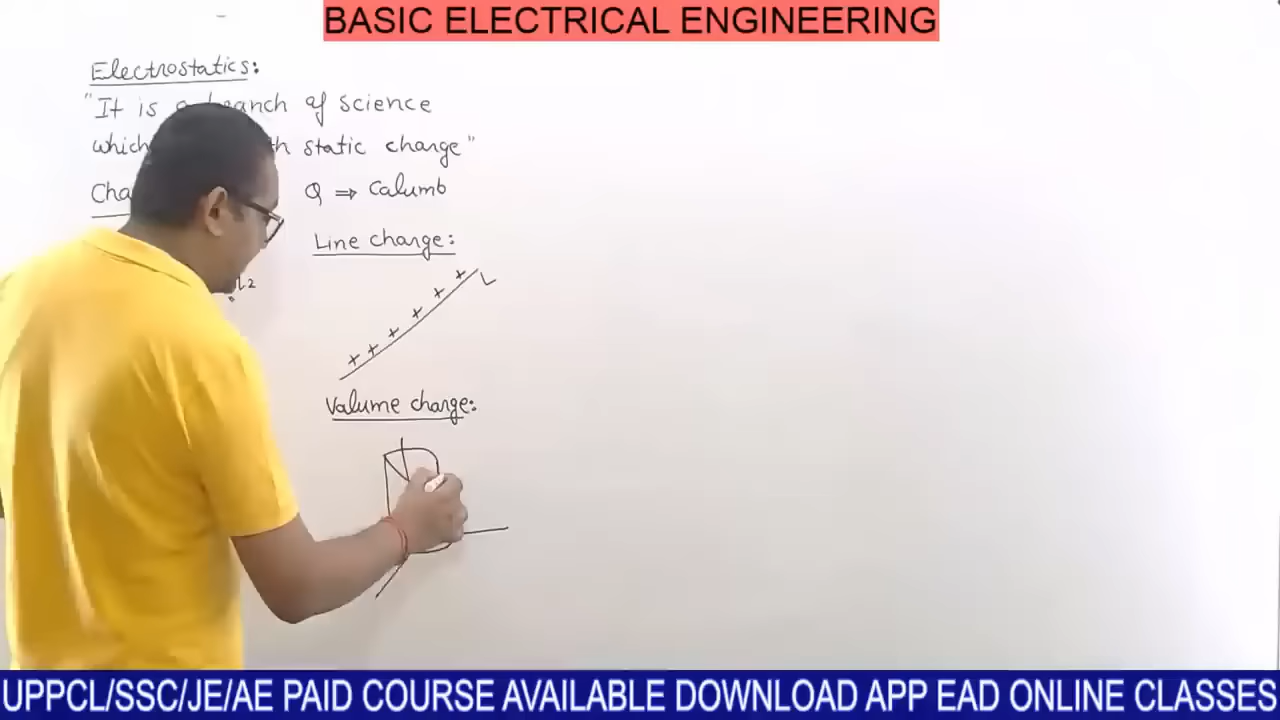 BASIC ELECTRICAL ENGINEERING
Electrostatics:
"It is a branch of science
which static charge"
Q ⇒ Calumb
Line charge:
+ + + + + + L
Valume charge:
UPPCL/SSC/JE/AE PAID COURSE AVAILABLE DOWNLOAD APP EAD ONLINE CLASSES